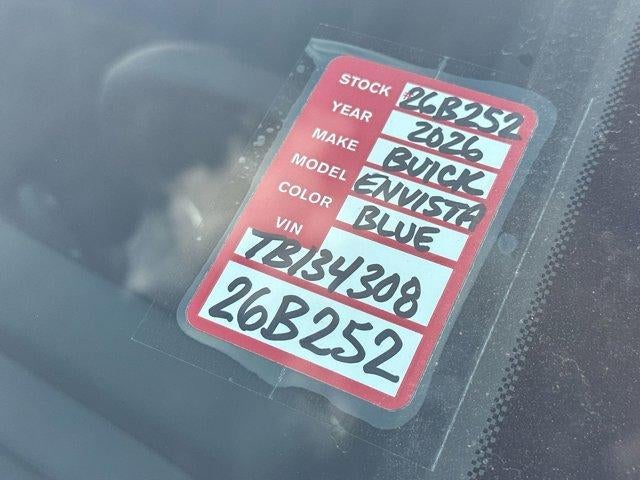 STOCK 26B252
YEAR 2026
MAKE BUICK
MODEL ENVISTA
COLOR BLUE
VIN
TB134308
26B252